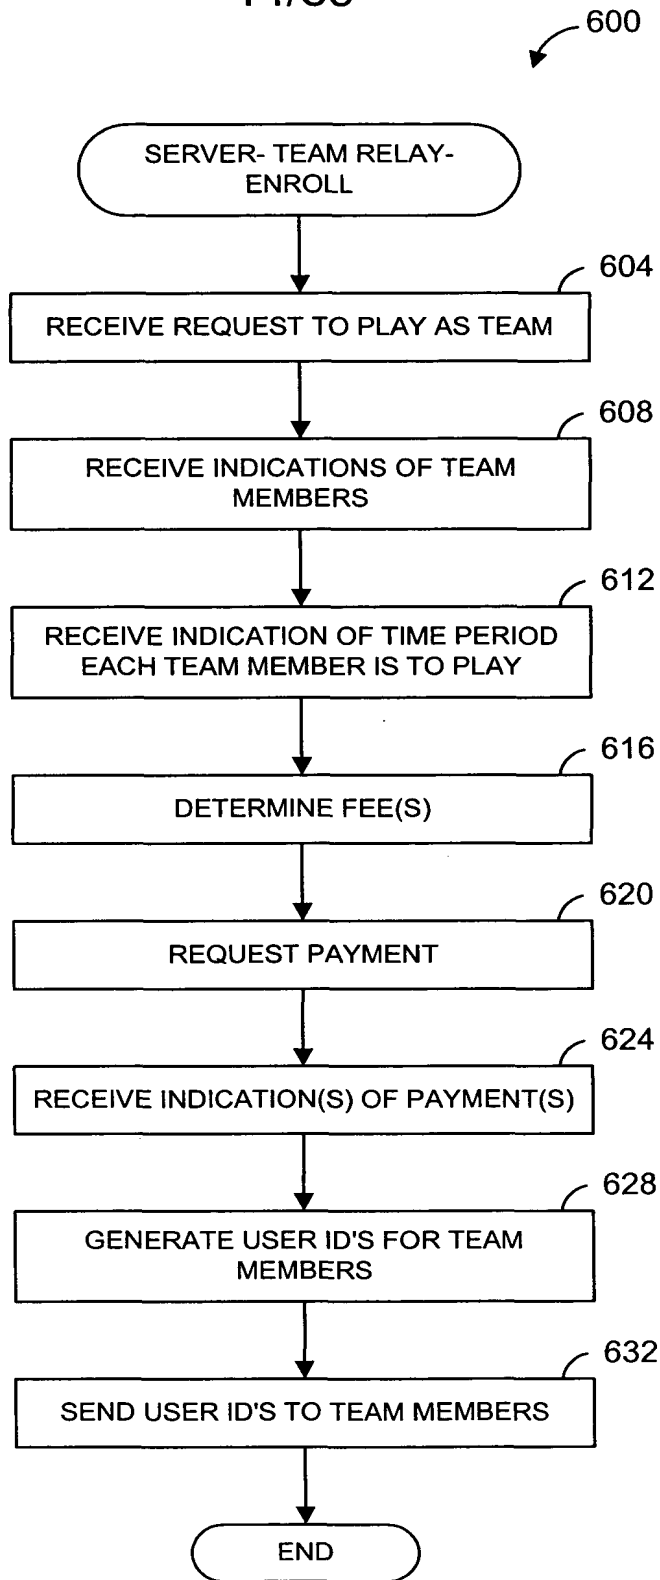 600
SERVER- TEAM RELAY-
ENROLL
604
RECEIVE REQUEST TO PLAY AS TEAM
608
RECEIVE INDICATIONS OF TEAM
MEMBERS
612
RECEIVE INDICATION OF TIME PERIOD
EACH TEAM MEMBER IS TO PLAY
616
DETERMINE FEE(S)
620
REQUEST PAYMENT
624
RECEIVE INDICATION(S) OF PAYMENT(S)
628
GENERATE USER ID'S FOR TEAM
MEMBERS
632
SEND USER ID'S TO TEAM MEMBERS
END